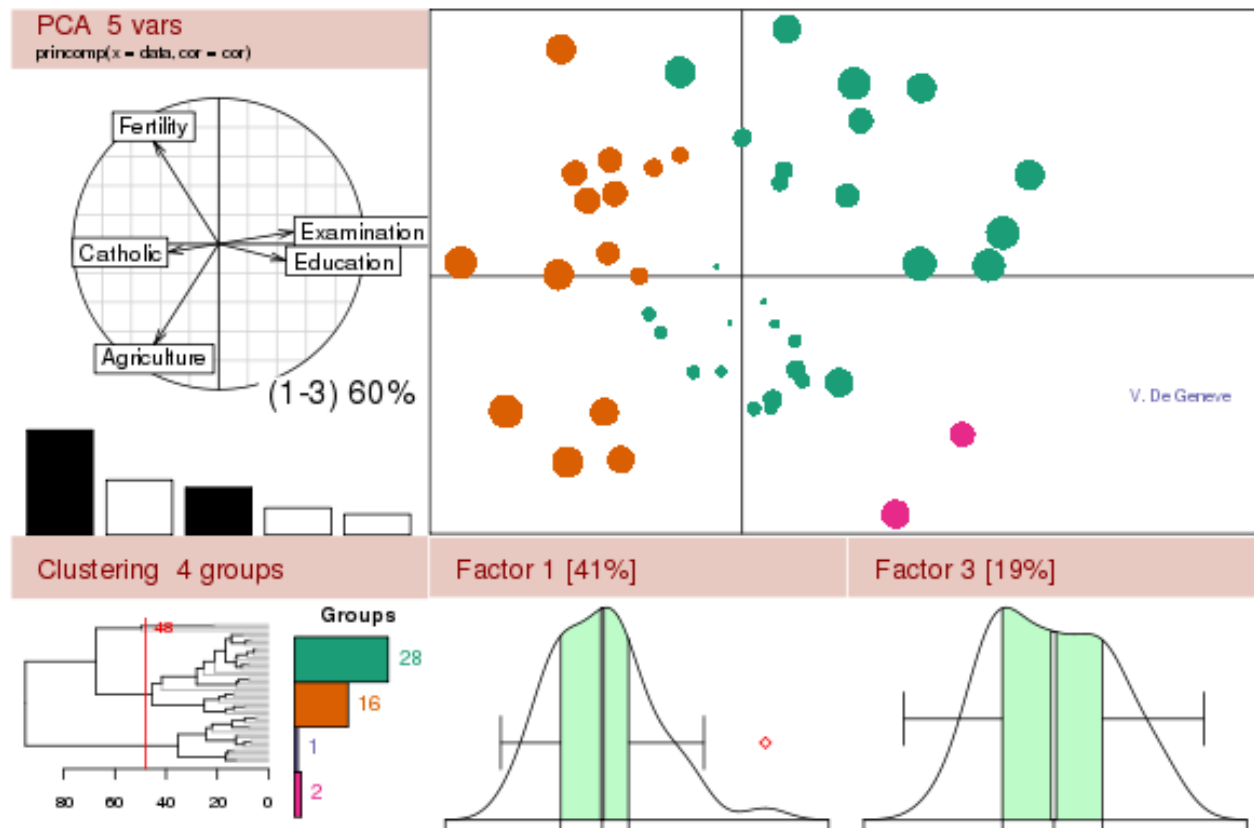 PCA 5 vars
princomp(x = data, cor = cor)
Fertility
Examination
Catholic
Education
Agriculture
(1-3) 60%
V. De Geneve
Clustering 4 groups
Factor 1 [41%]
Factor 3 [19%]
Groups
48
28
16
1
2
80 60 40 20 0